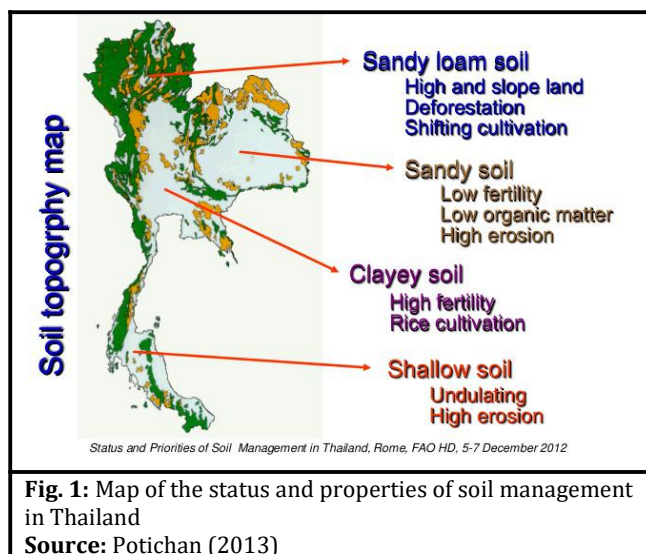 Soil topogrphy map
Sandy loam soil
High and slope land
Deforestation
Shifting cultivation
Sandy soil
Low fertility
Low organic matter
High erosion
Clayey soil
High fertility
Rice cultivation
Shallow soil
Undulating
High erosion
Status and Priorities of Soil Management in Thailand, Rome, FAO HD, 5-7 December 2012
Fig. 1: Map of the status and properties of soil management
in Thailand
Source: Potichan (2013)